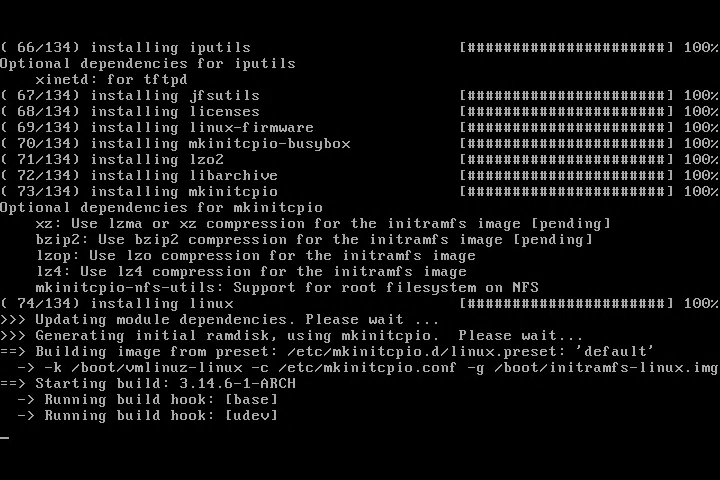 ( 66/134) installing iputils [######################] 100%
Optional dependencies for iputils
xinetd: for tftpd
( 67/134) installing jfsutils [######################] 100%
( 68/134) installing licenses [######################] 100%
( 69/134) installing linux-firmware [######################] 100%
( 70/134) installing mkinitcpio-busybox [######################] 100%
( 71/134) installing lzo2 [######################] 100%
( 72/134) installing libarchive [######################] 100%
( 73/134) installing mkinitcpio [######################] 100%
Optional dependencies for mkinitcpio
xz: Use lzma or xz compression for the initramfs image [pending]
bzip2: Use bzip2 compression for the initramfs image [pending]
lzop: Use lzo compression for the initramfs image
lz4: Use lz4 compression for the initramfs image
mkinitcpio-nfs-utils: Support for root filesystem on NFS
( 74/134) installing linux [######################] 100%
>>> Updating module dependencies. Please wait ...
>>> Generating initial ramdisk, using mkinitcpio.  Please wait...
==> Building image from preset: /etc/mkinitcpio.d/linux.preset: 'default'
-> -k /boot/vmlinuz-linux -c /etc/mkinitcpio.conf -g /boot/initramfs-linux.img
==> Starting build: 3.14.6-1-ARCH
-> Running build hook: [base]
-> Running build hook: [udev]